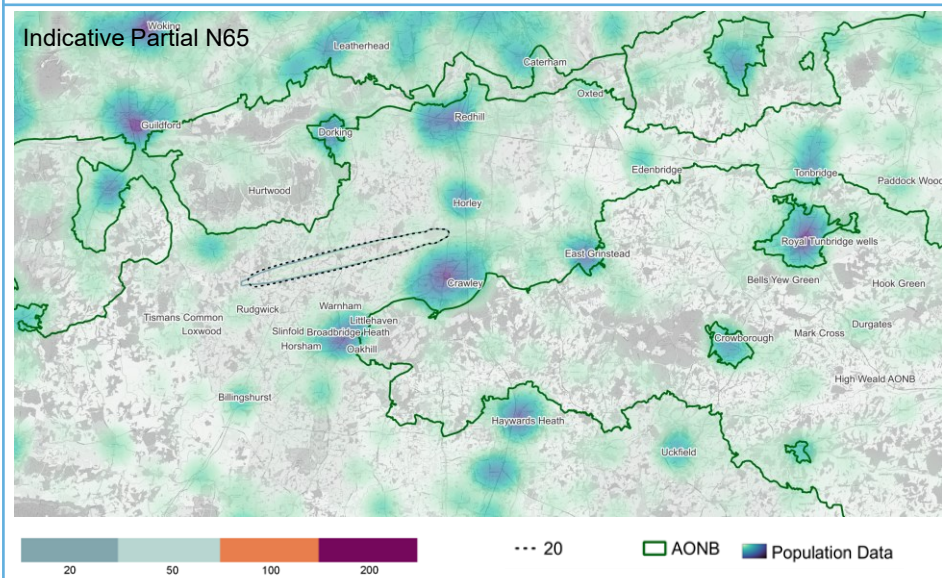 Indicative Partial N65
Woking
Leatherhead
Caterham
Oxted
Guildford
Redhill
Dorking
Edenbridge
Tonbridge
Paddock Wood
Hurtwood
Horley
Royal Tunbridge wells
East Grinstead
Bells Yew Green
Hook Green
Crawley
Rudgwick
Warnham
Tismans Common
Littlehaven
Loxwood
Slinfold Broadbridge Heath
Durgates
Mark Cross
Crowborough
Horsham
Oakhill
High Weald AONB
Billingshurst
Haywards Heath
Uckfield
20 50 100 200
20
AONB
Population Data